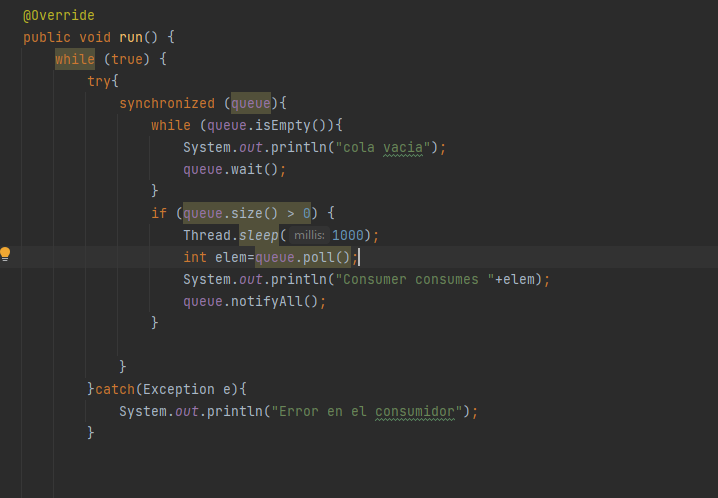 @Override
public void run() {
while (true) {
try{
synchronized (queue){
while (queue.isEmpty()){
System.out.println("cola vacia");
queue.wait();
}
if (queue.size() > 0) {
Thread.sleep( millis: 1000);
int elem=queue.poll();
System.out.println("Consumer consumes "+elem);
queue.notifyAll();
}
}
}catch(Exception e){
System.out.println("Error en el consumidor");
}